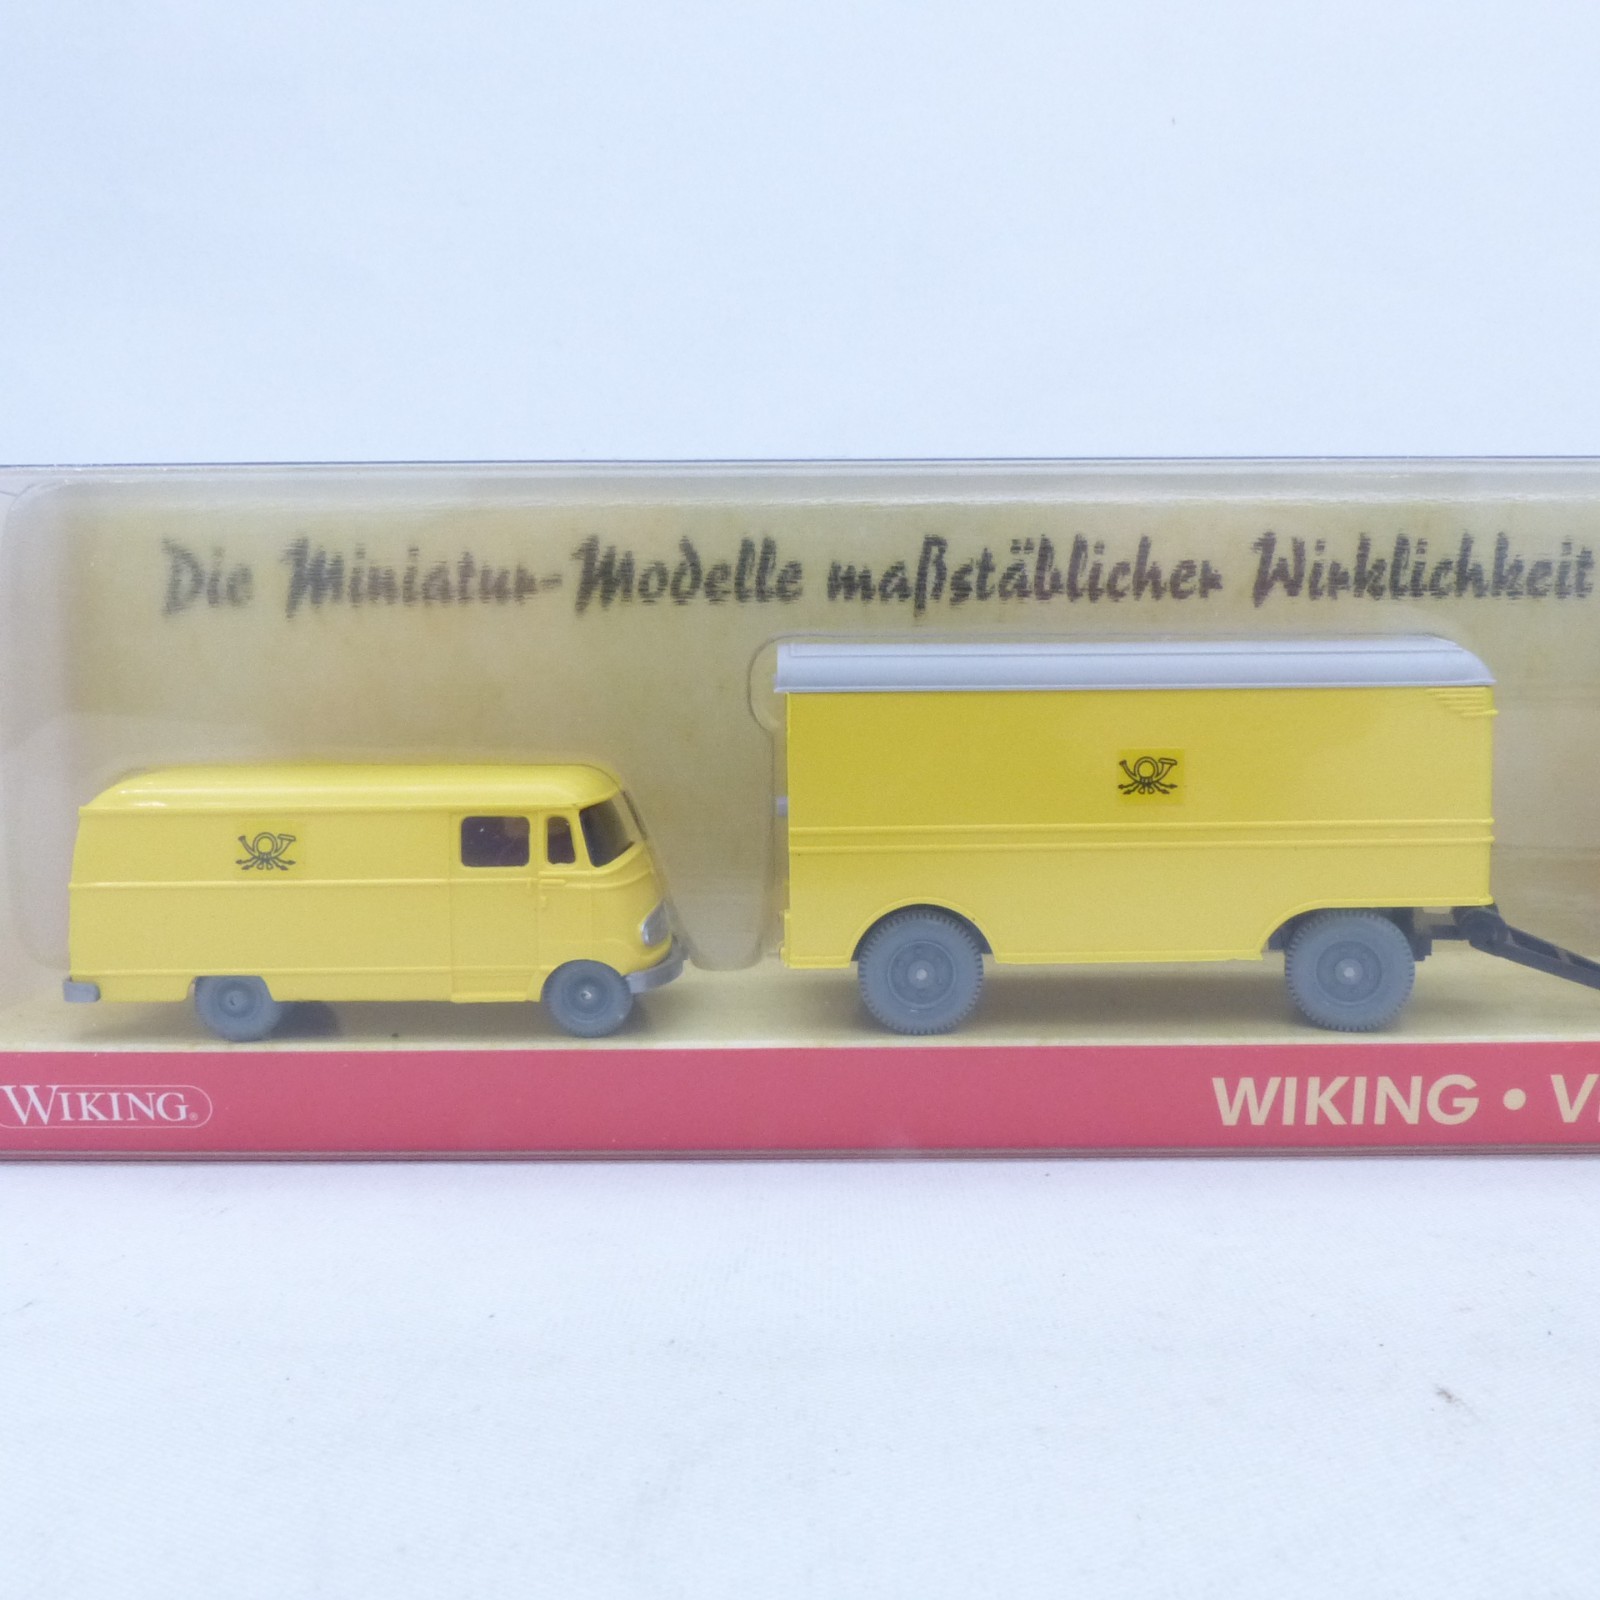 Die Miniatur-Modelle maßstäblicher Wirklichkeit
WIKING®
WIKING •